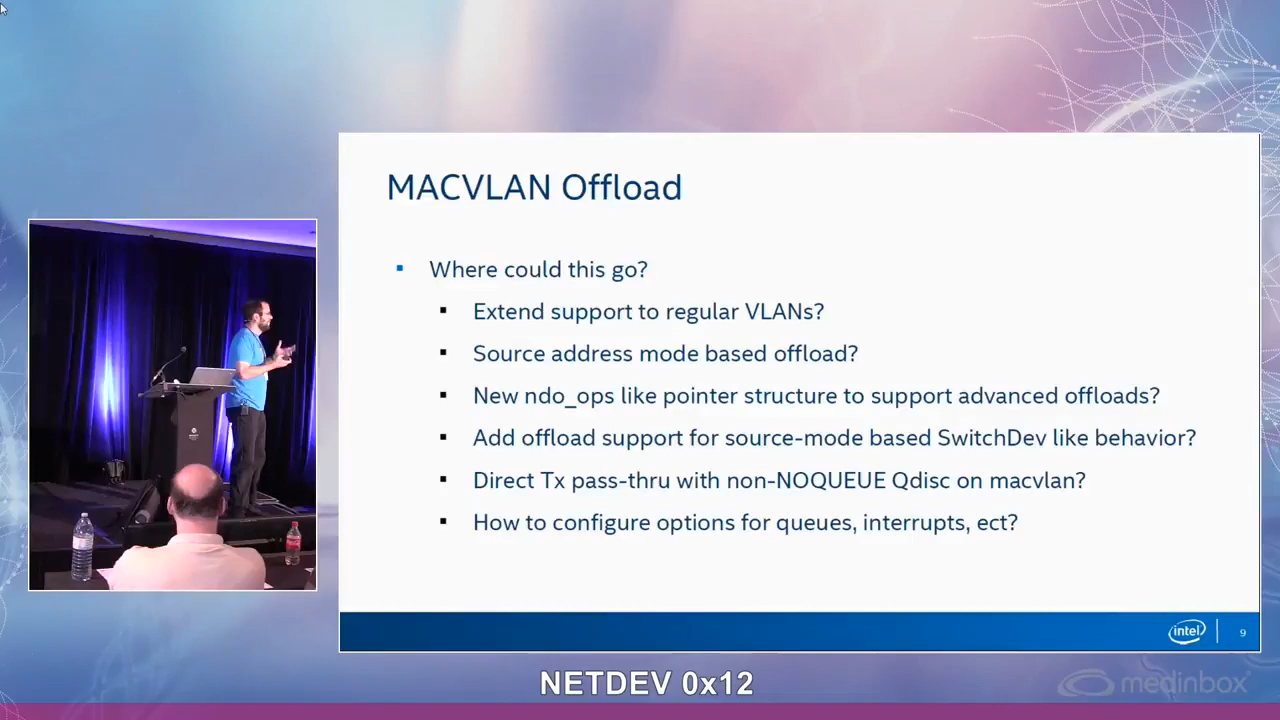 MACVLAN Offload
▪ Where could this go?
▪ Extend support to regular VLANs?
▪ Source address mode based offload?
▪ New ndo_ops like pointer structure to support advanced offloads?
▪ Add offload support for source-mode based SwitchDev like behavior?
▪ Direct Tx pass-thru with non-NOQUEUE Qdisc on macvlan?
▪ How to configure options for queues, interrupts, ect?
intel
9
NETDEV 0x12
medinbox